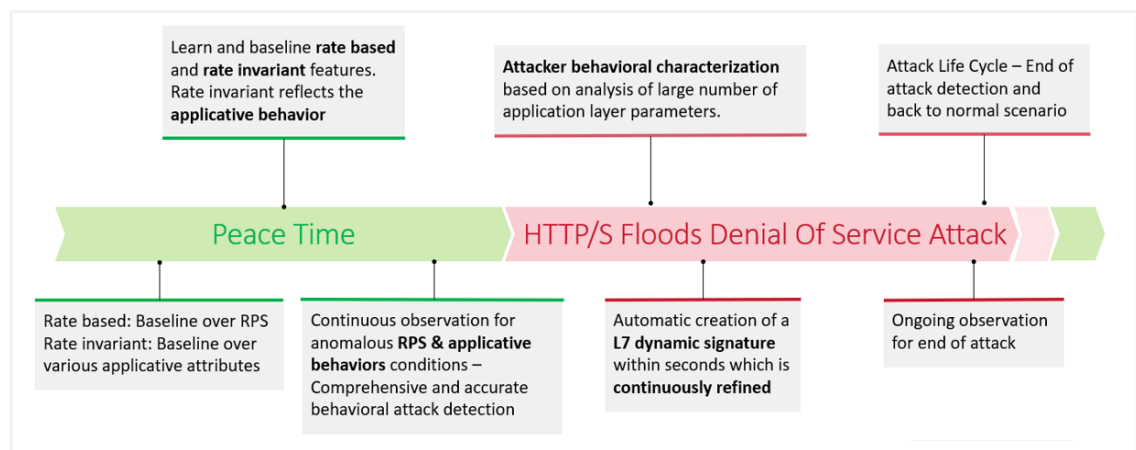 Learn and baseline rate based
and rate invariant features.
Rate invariant reflects the
applicative behavior
Attacker behavioral characterization
based on analysis of large number of
application layer parameters.
Attack Life Cycle – End of
attack detection and
back to normal scenario
Peace Time
HTTP/S Floods Denial Of Service Attack
Rate based: Baseline over RPS
Rate invariant: Baseline over
various applicative attributes
Continuous observation for
anomalous RPS & applicative
behaviors conditions –
Comprehensive and accurate
behavioral attack detection
Automatic creation of a
L7 dynamic signature
within seconds which is
continuously refined
Ongoing observation
for end of attack